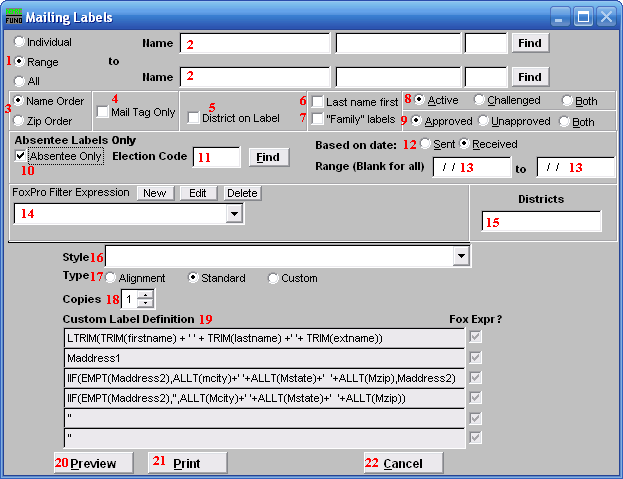 FUND Mailing Labels
Individual
Name 2 Find
1 Range to
All
Name 2 Find
3 Name Order
Zip Order
4 Mail Tag Only
5 District on Label
6 Last name first
7 "Family" labels
8 Active Challenged Both
9 Approved Unapproved Both
Absentee Labels Only
Absentee Only Election Code 11 Find
10
Based on date: 12 Sent Received
Range (Blank for all) / / 13 to / / 13
FoxPro Filter Expression New Edit Delete
14
Districts
15
Style 16
Type 17 Alignment Standard Custom
Copies 18 1
Custom Label Definition 19 Fox Expr?
LTRIM(TRIM(firstname) + ' ' + TRIM(lastname) +' '+ TRIM(extname))
Maddress1
IIF(EMPT(Maddress2),ALLT(mcity)+' '+ALLT(Mstate)+'  '+ALLT(Mzip),Maddress2)
IIF(EMPT(Maddress2),'',ALLT(Mcity)+' '+ALLT(Mstate)+'  '+ALLT(Mzip))
''
''
20 Preview 21 Print 22 Cancel